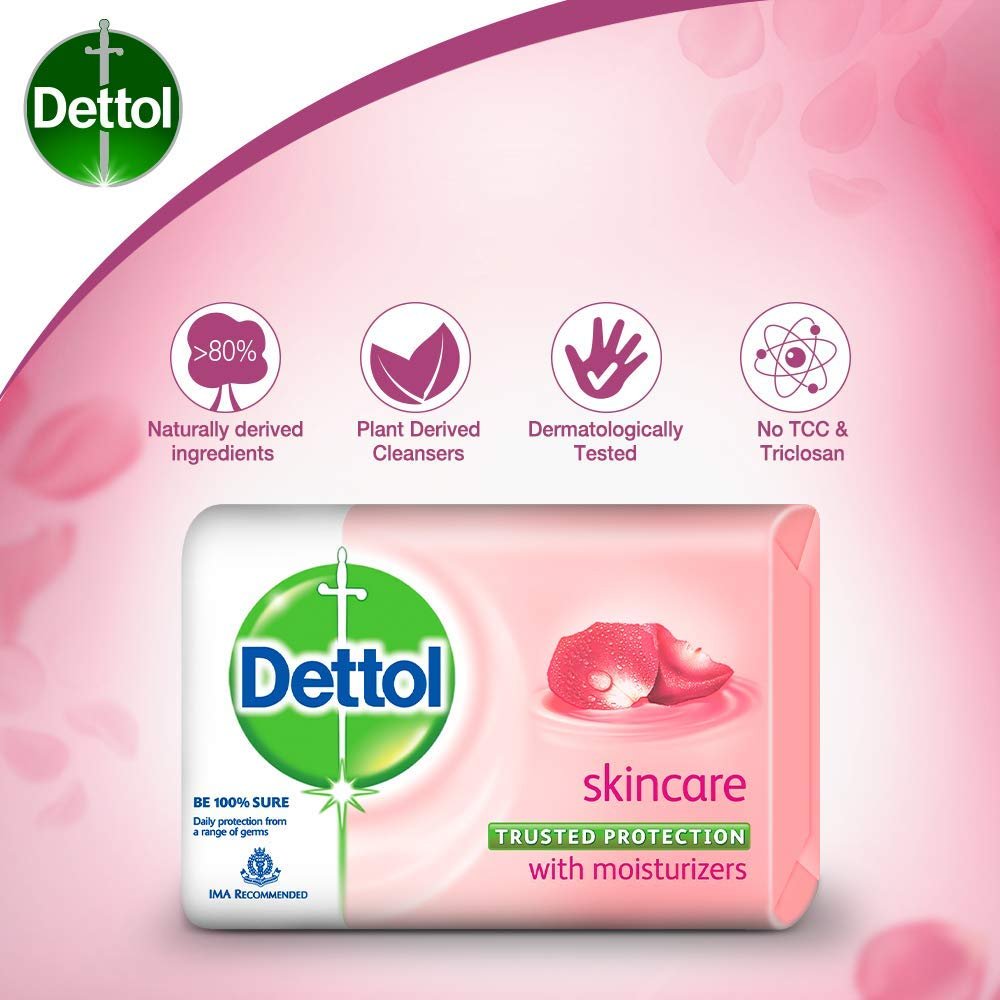 Dettol
>80%
Naturally derived
ingredients
Plant Derived
Cleansers
Dermatologically
Tested
No TCC &
Triclosan
Dettol
BE 100% SURE
Daily protection from
a range of germs
IMA RECOMMENDED
skincare
TRUSTED PROTECTION
with moisturizers